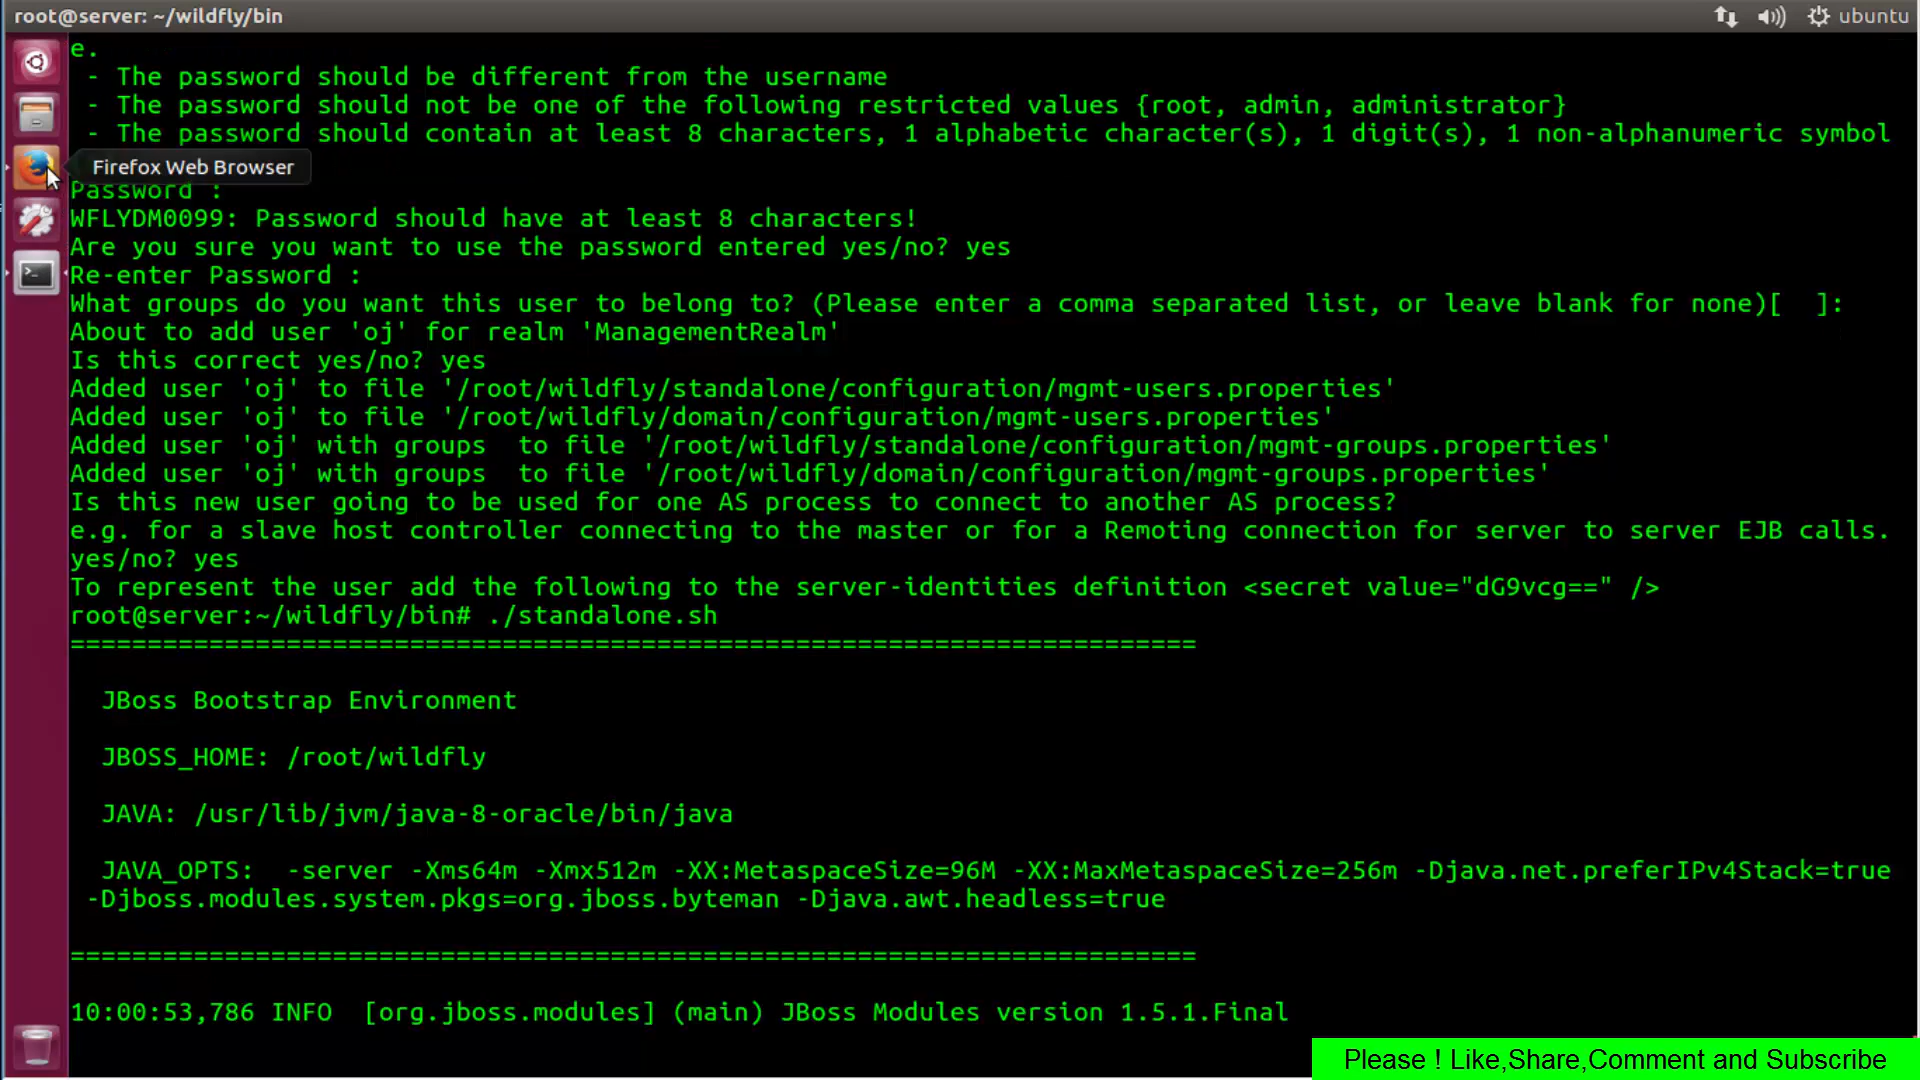 root@server: ~/wildfly/bin
ubuntu
e.
- The password should be different from the username
- The password should not be one of the following restricted values {root, admin, administrator}
- The password should contain at least 8 characters, 1 alphabetic character(s), 1 digit(s), 1 non-alphanumeric symbol
Firefox Web Browser
Password :
WFLYDM0099: Password should have at least 8 characters!
Are you sure you want to use the password entered yes/no? yes
Re-enter Password :
What groups do you want this user to belong to? (Please enter a comma separated list, or leave blank for none)[  ]:
About to add user 'oj' for realm 'ManagementRealm'
Is this correct yes/no? yes
Added user 'oj' to file '/root/wildfly/standalone/configuration/mgmt-users.properties'
Added user 'oj' to file '/root/wildfly/domain/configuration/mgmt-users.properties'
Added user 'oj' with groups  to file '/root/wildfly/standalone/configuration/mgmt-groups.properties'
Added user 'oj' with groups  to file '/root/wildfly/domain/configuration/mgmt-groups.properties'
Is this new user going to be used for one AS process to connect to another AS process?
e.g. for a slave host controller connecting to the master or for a Remoting connection for server to server EJB calls.
yes/no? yes
To represent the user add the following to the server-identities definition <secret value="dG9vcg==" />
root@server:~/wildfly/bin# ./standalone.sh
=========================================================================
JBoss Bootstrap Environment
JBOSS_HOME: /root/wildfly
JAVA: /usr/lib/jvm/java-8-oracle/bin/java
JAVA_OPTS:  -server -Xms64m -Xmx512m -XX:MetaspaceSize=96M -XX:MaxMetaspaceSize=256m -Djava.net.preferIPv4Stack=true
-Djboss.modules.system.pkgs=org.jboss.byteman -Djava.awt.headless=true
=========================================================================
10:00:53,786 INFO  [org.jboss.modules] (main) JBoss Modules version 1.5.1.Final
Please ! Like,Share,Comment and Subscribe